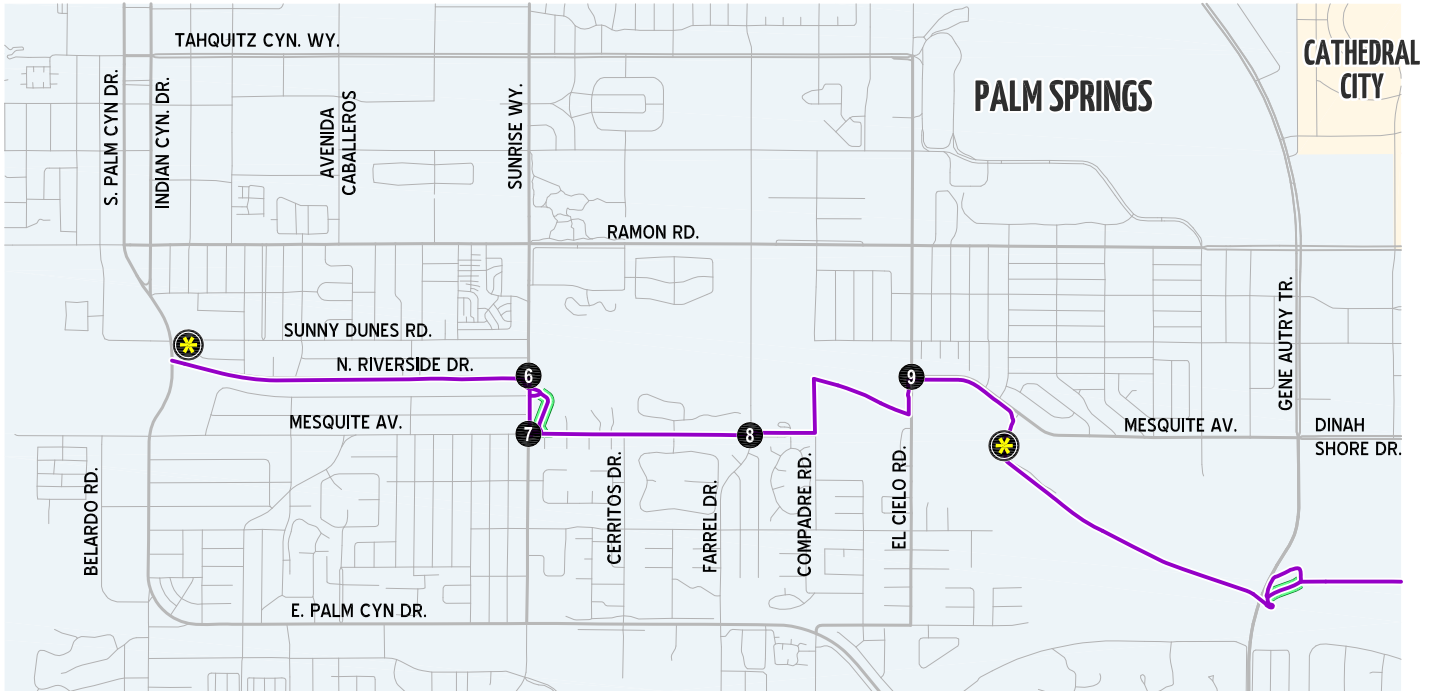 TAHQUITZ CYN. WY.
CATHEDRAL
CITY
PALM SPRINGS
S. PALM CYN DR.
INDIAN CYN. DR.
AVENIDA
CABALLEROS
SUNRISE WY.
RAMON RD.
GENE AUTRY TR.
SUNNY DUNES RD.
N. RIVERSIDE DR.
6
9
MESQUITE AV.
7
8
MESQUITE AV.
DINAH
SHORE DR.
BELARDO RD.
CERRITOS DR.
FARREL DR.
COMPADRE RD.
EL CIELO RD.
E. PALM CYN DR.